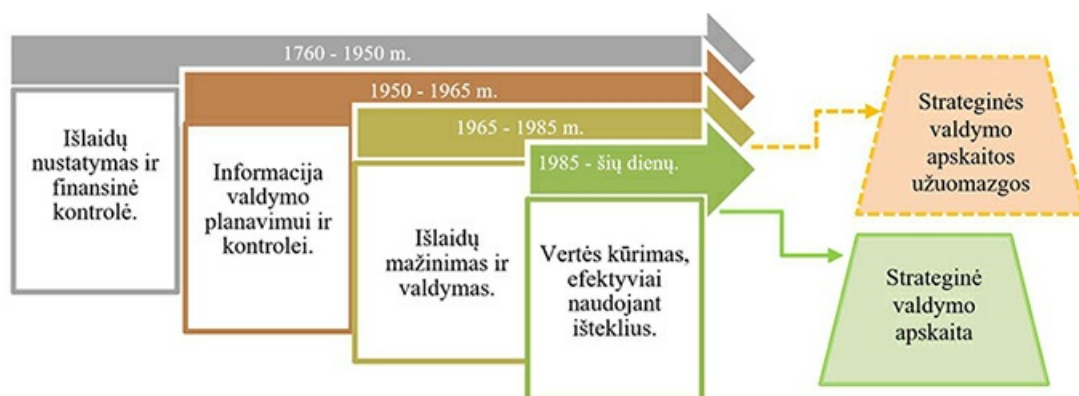 1760 - 1950 m.
Išlaidų
nustatymas ir
finansinė
kontrolė.
1950 - 1965 m.
Informacija
valdymo
planavimui ir
kontrolei.
1965 - 1985 m.
Išlaidų
mažinimas ir
valdymas.
1985 - šių dienų.
Vertės kūrimas,
efektyviai
naudojant
išteklius.
Strateginės
valdymo
apskaitos
užuomazgos
Strateginė
valdymo
apskaita